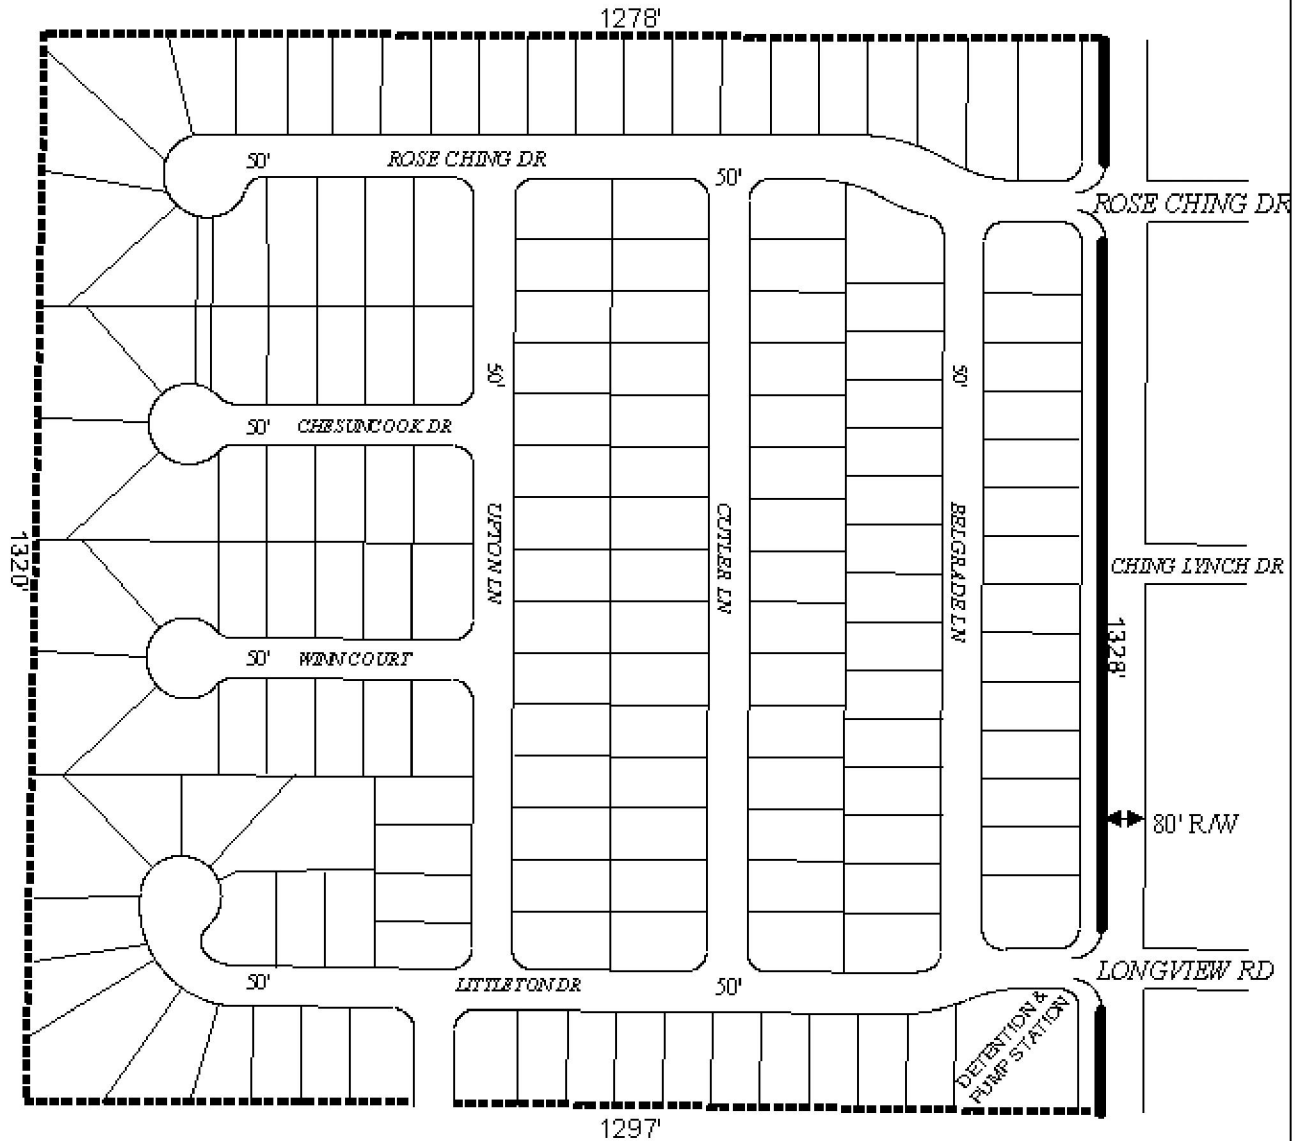 1278'
50'
ROSE CHING DR
50'
ROSE CHING DR
50'
50'
50'
CHESUNCOOK DR
UPTON LN
CUTLER LN
BELGRADE LN
1320'
CHING LYNCH DR
1328'
50'
WINN COURT
80' R/W
50'
LITTLETON DR
50'
LONGVIEW RD
DETENTION &
PUMP STATION
1297'